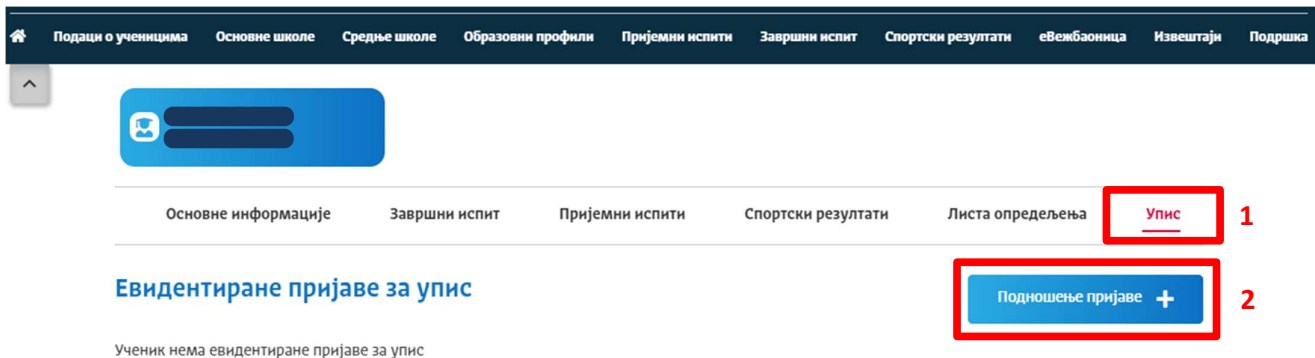 Подаци о ученицима Основне школе Средње школе Образовни профили Пријемни испити Завршни испит Спортски резултати еВежбаоница Извештаји Подршка
Основне информације Завршни испит Пријемни испити Спортски резултати Листа опредељења Упис 1
Евидентиране пријаве за упис Подношење пријаве + 2
Ученик нема евидентиране пријаве за упис